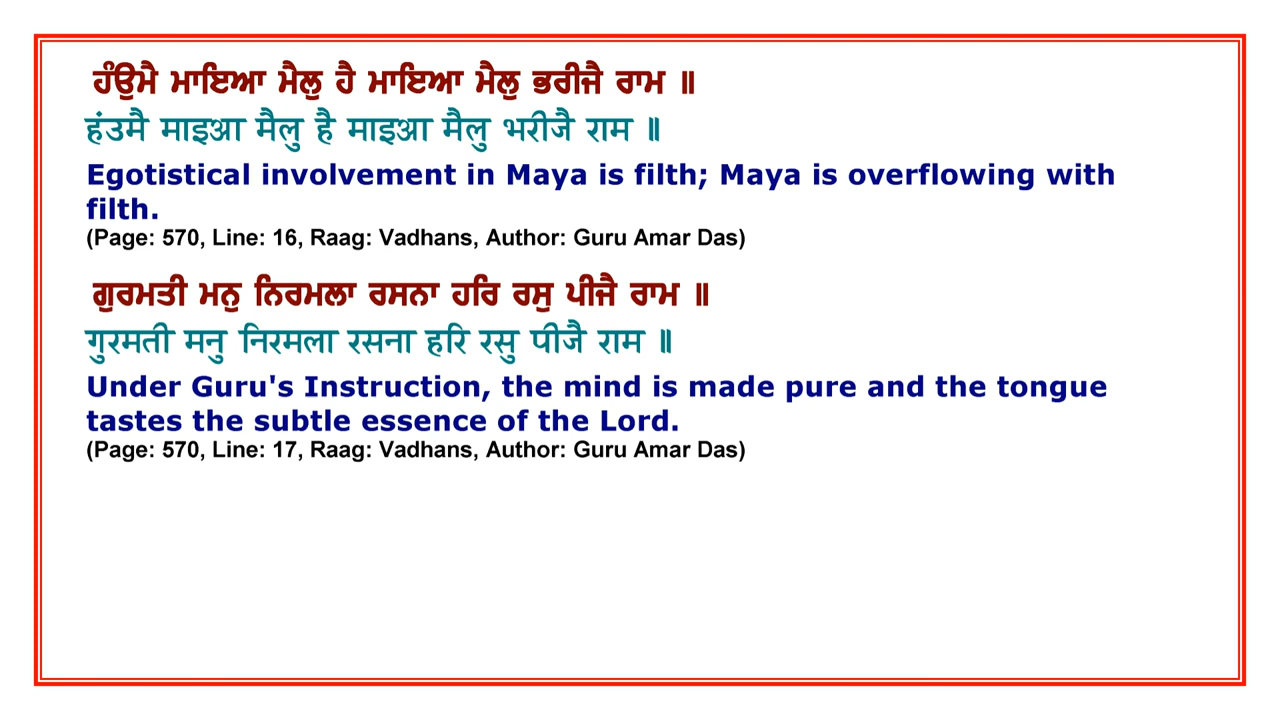 ਹੰਉਮੈ ਮਾਇਆ ਮੈਲੁ ਹੈ ਮਾਇਆ ਮੈਲੁ ਭਰੀਜੈ ਰਾਮ ॥
हंउमै माइआ मैलु है माइआ मैलु भरीजै राम ॥
Egotistical involvement in Maya is filth; Maya is overflowing with
filth.
(Page: 570, Line: 16, Raag: Vadhans, Author: Guru Amar Das)
ਗੁਰਮਤੀ ਮਨੁ ਨਿਰਮਲਾ ਰਸਨਾ ਹਰਿ ਰਸੁ ਪੀਜੈ ਰਾਮ ॥
गुरमती मनु निरमला रसना हरि रसु पीजै राम ॥
Under Guru's Instruction, the mind is made pure and the tongue
tastes the subtle essence of the Lord.
(Page: 570, Line: 17, Raag: Vadhans, Author: Guru Amar Das)